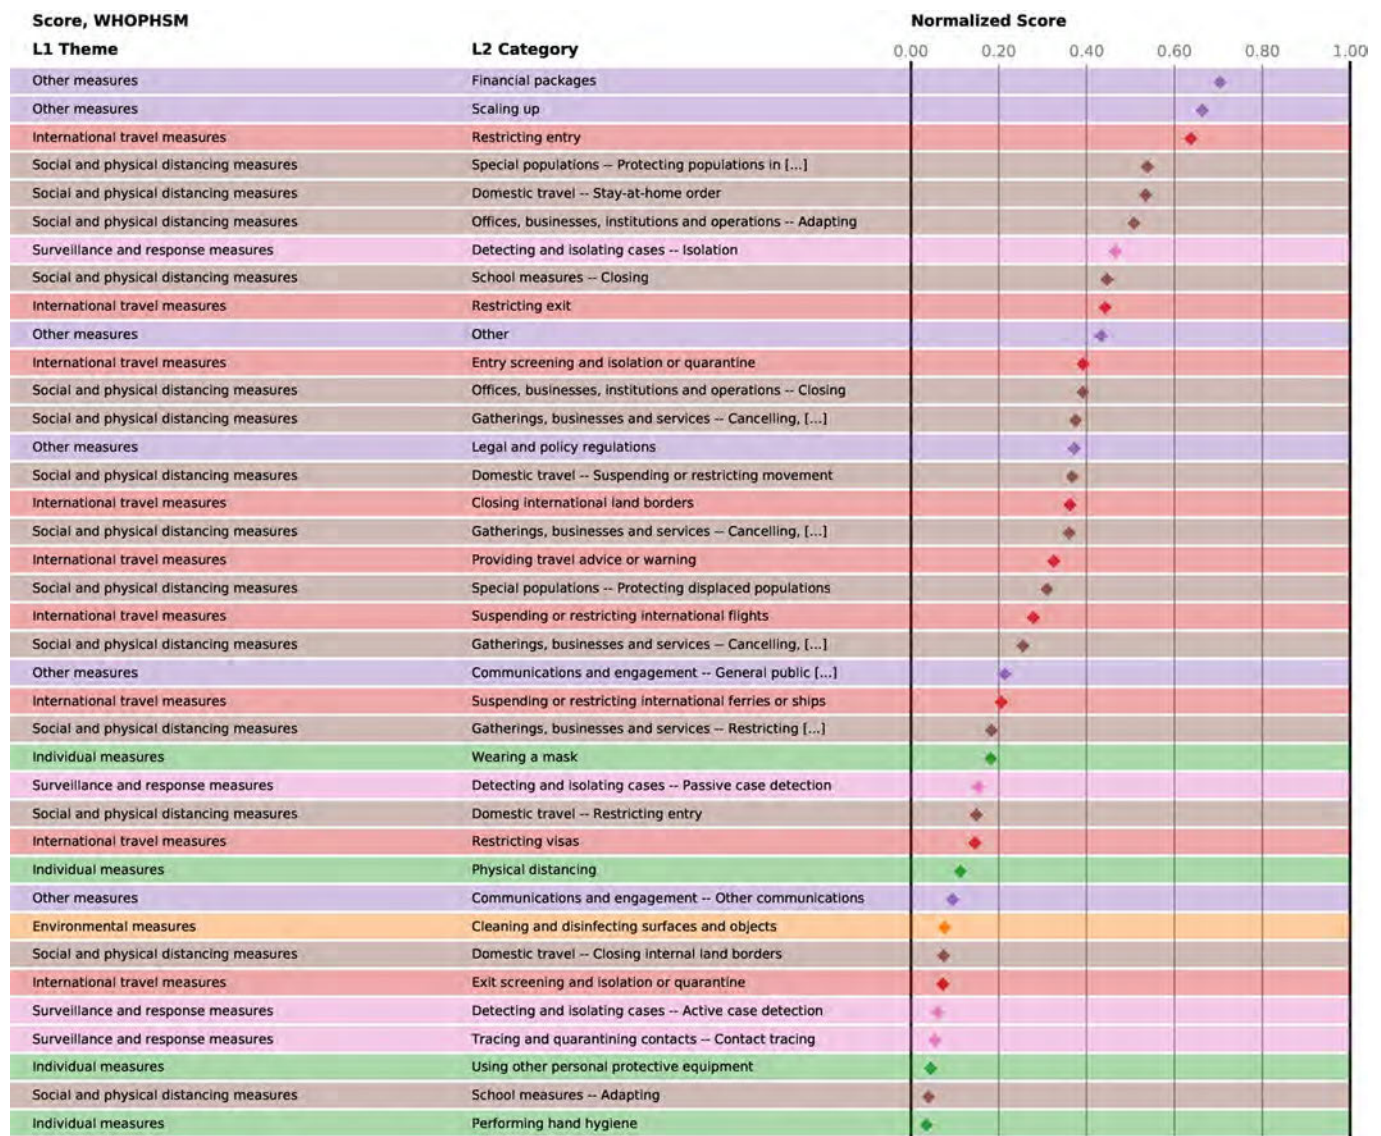 Score, WHOPHSM Normalized Score
L1 Theme L2 Category 0.00 0.20 0.40 0.60 0.80 1.00
Other measures Financial packages
Other measures Scaling up
International travel measures Restricting entry
Social and physical distancing measures Special populations -- Protecting populations in [...]
Social and physical distancing measures Domestic travel -- Stay-at-home order
Social and physical distancing measures Offices, businesses, institutions and operations -- Adapting
Surveillance and response measures Detecting and isolating cases -- Isolation
Social and physical distancing measures School measures -- Closing
International travel measures Restricting exit
Other measures Other
International travel measures Entry screening and isolation or quarantine
Social and physical distancing measures Offices, businesses, institutions and operations -- Closing
Social and physical distancing measures Gatherings, businesses and services -- Cancelling, [...]
Other measures Legal and policy regulations
Social and physical distancing measures Domestic travel -- Suspending or restricting movement
International travel measures Closing international land borders
Social and physical distancing measures Gatherings, businesses and services -- Cancelling, [...]
International travel measures Providing travel advice or warning
Social and physical distancing measures Special populations -- Protecting displaced populations
International travel measures Suspending or restricting international flights
Social and physical distancing measures Gatherings, businesses and services -- Cancelling, [...]
Other measures Communications and engagement -- General public [...]
International travel measures Suspending or restricting international ferries or ships
Social and physical distancing measures Gatherings, businesses and services -- Restricting [...]
Individual measures Wearing a mask
Surveillance and response measures Detecting and isolating cases -- Passive case detection
Social and physical distancing measures Domestic travel -- Restricting entry
International travel measures Restricting visas
Individual measures Physical distancing
Other measures Communications and engagement -- Other communications
Environmental measures Cleaning and disinfecting surfaces and objects
Social and physical distancing measures Domestic travel -- Closing internal land borders
International travel measures Exit screening and isolation or quarantine
Surveillance and response measures Detecting and isolating cases -- Active case detection
Surveillance and response measures Tracing and quarantining contacts -- Contact tracing
Individual measures Using other personal protective equipment
Social and physical distancing measures School measures -- Adapting
Individual measures Performing hand hygiene